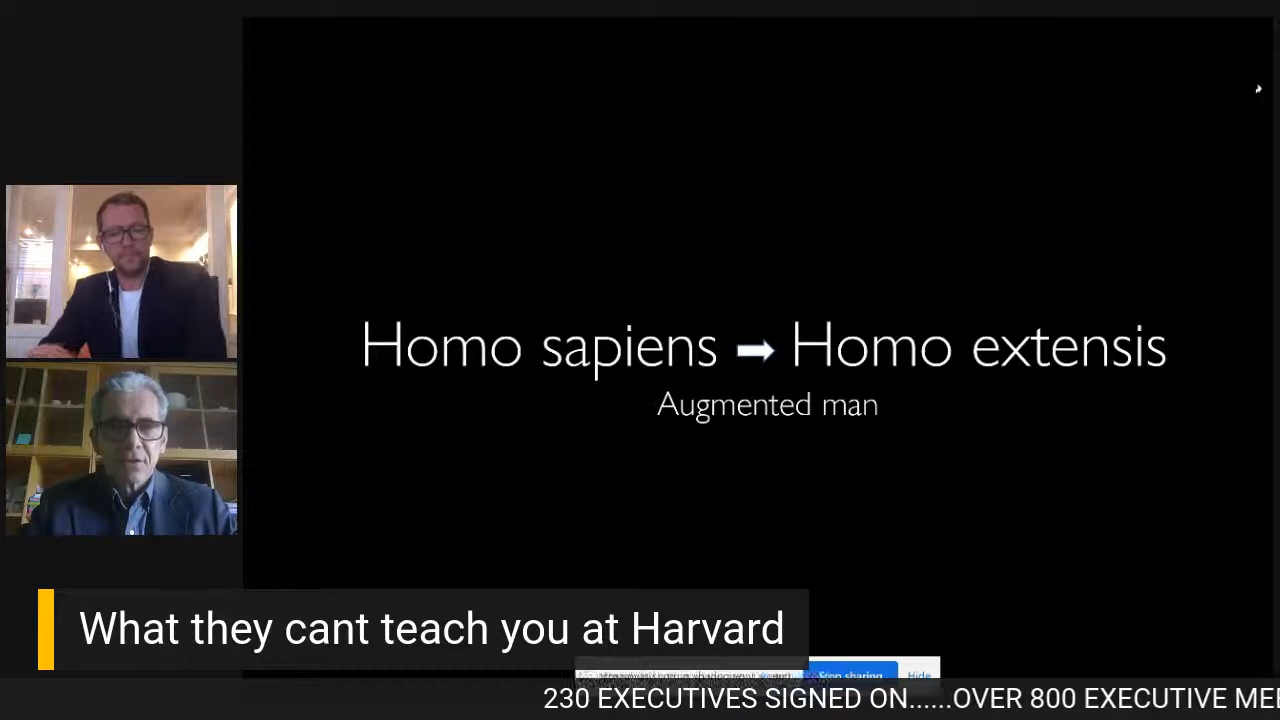 Homo sapiens ➡ Homo extensis
Augmented man
What they cant teach you at Harvard
Stop sharing Hide
230 EXECUTIVES SIGNED ON......OVER 800 EXECUTIVE